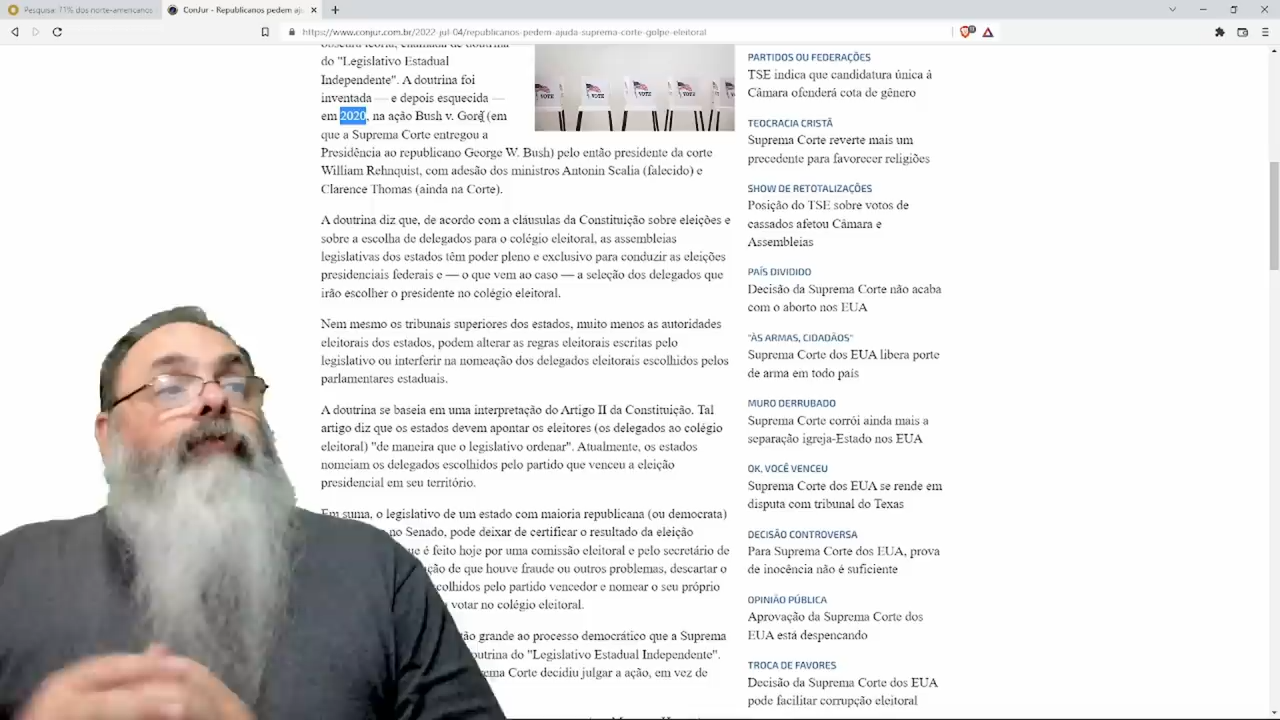 Pesquisa: 71% dos norte-americanos
ConJur - Republicanos pedem aj
https://www.conjur.com.br/2022-jul-04/republicanos-pedem-ajuda-suprema-corte-golpe-eleitoral
obscura teoria, chamada de doutrina
do "Legislativo Estadual
Independente". A doutrina foi
inventada — e depois esquecida —
em 2020, na ação Bush v. Gore (em
que a Suprema Corte entregou a
Presidência ao republicano George W. Bush) pelo então presidente da corte
William Rehnquist, com adesão dos ministros Antonin Scalia (falecido) e
Clarence Thomas (ainda na Corte).
A doutrina diz que, de acordo com a cláusulas da Constituição sobre eleições e
sobre a escolha de delegados para o colégio eleitoral, as assembleias
legislativas dos estados têm poder pleno e exclusivo para conduzir as eleições
presidenciais federais e — o que vem ao caso — a seleção dos delegados que
irão escolher o presidente no colégio eleitoral.
Nem mesmo os tribunais superiores dos estados, muito menos as autoridades
eleitorais dos estados, podem alterar as regras eleitorais escritas pelo
legislativo ou interferir na nomeação dos delegados eleitorais escolhidos pelos
parlamentares estaduais.
A doutrina se baseia em uma interpretação do Artigo II da Constituição. Tal
artigo diz que os estados devem apontar os eleitores (os delegados ao colégio
eleitoral) "de maneira que o legislativo ordenar". Atualmente, os estados
nomeiam os delegados escolhidos pelo partido que venceu a eleição
presidencial em seu território.
Em suma, o legislativo de um estado com maioria republicana (ou democrata)
no Senado, pode deixar de certificar o resultado da eleição
que é feito hoje por uma comissão eleitoral e pelo secretário de
de que houve fraude ou outros problemas, descartar o
pelo partido vencedor e nomear o seu próprio
votar no colégio eleitoral.
grande ao processo democrático que a Suprema
"Legislativo Estadual Independente".
Corte decidiu julgar a ação, em vez de
VOTE
VOTE
VOTE
VOTE
PARTIDOS OU FEDERAÇÕES
TSE indica que candidatura única à
Câmara ofenderá cota de gênero
TEOCRACIA CRISTÃ
Suprema Corte reverte mais um
precedente para favorecer religiões
SHOW DE RETOTALIZAÇÕES
Posição do TSE sobre votos de
cassados afetou Câmara e
Assembleias
PAÍS DIVIDIDO
Decisão da Suprema Corte não acaba
com o aborto nos EUA
"ÀS ARMAS, CIDADÃOS"
Suprema Corte dos EUA libera porte
de arma em todo país
MURO DERRUBADO
Suprema Corte corrói ainda mais a
separação igreja-Estado nos EUA
OK, VOCÊ VENCEU
Suprema Corte dos EUA se rende em
disputa com tribunal do Texas
DECISÃO CONTROVERSA
Para Suprema Corte dos EUA, prova
de inocência não é suficiente
OPINIÃO PÚBLICA
Aprovação da Suprema Corte dos
EUA está despencando
TROCA DE FAVORES
Decisão da Suprema Corte dos EUA
pode facilitar corrupção eleitoral